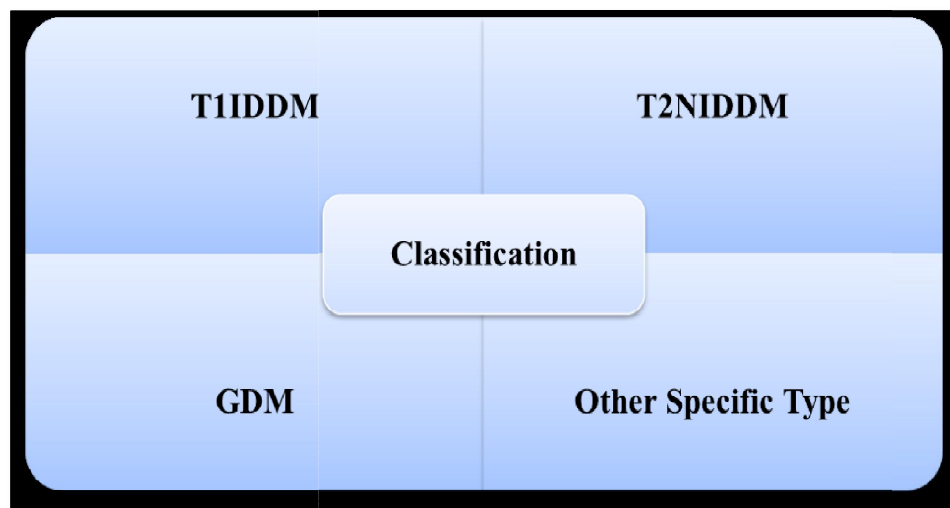 T1IDDM
T2NIDDM
Classification
GDM
Other Specific Type